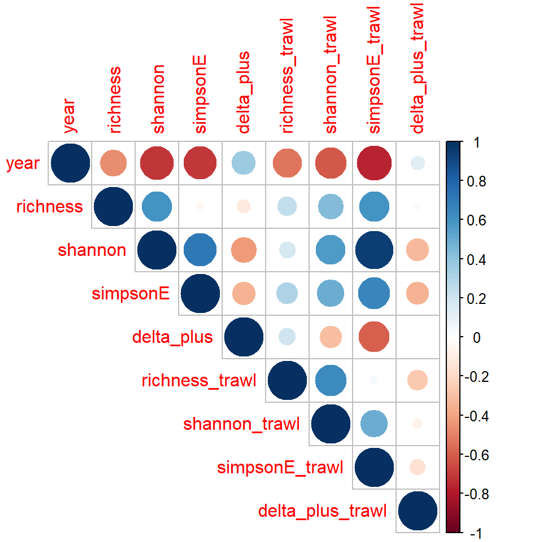 year
richness
shannon
simpsonE
delta_plus
richness_trawl
shannon_trawl
simpsonE_trawl
delta_plus_trawl
year
richness
shannon
simpsonE
delta_plus
richness_trawl
shannon_trawl
simpsonE_trawl
delta_plus_trawl
1
0.8
0.6
0.4
0.2
0
-0.2
-0.4
-0.6
-0.8
-1